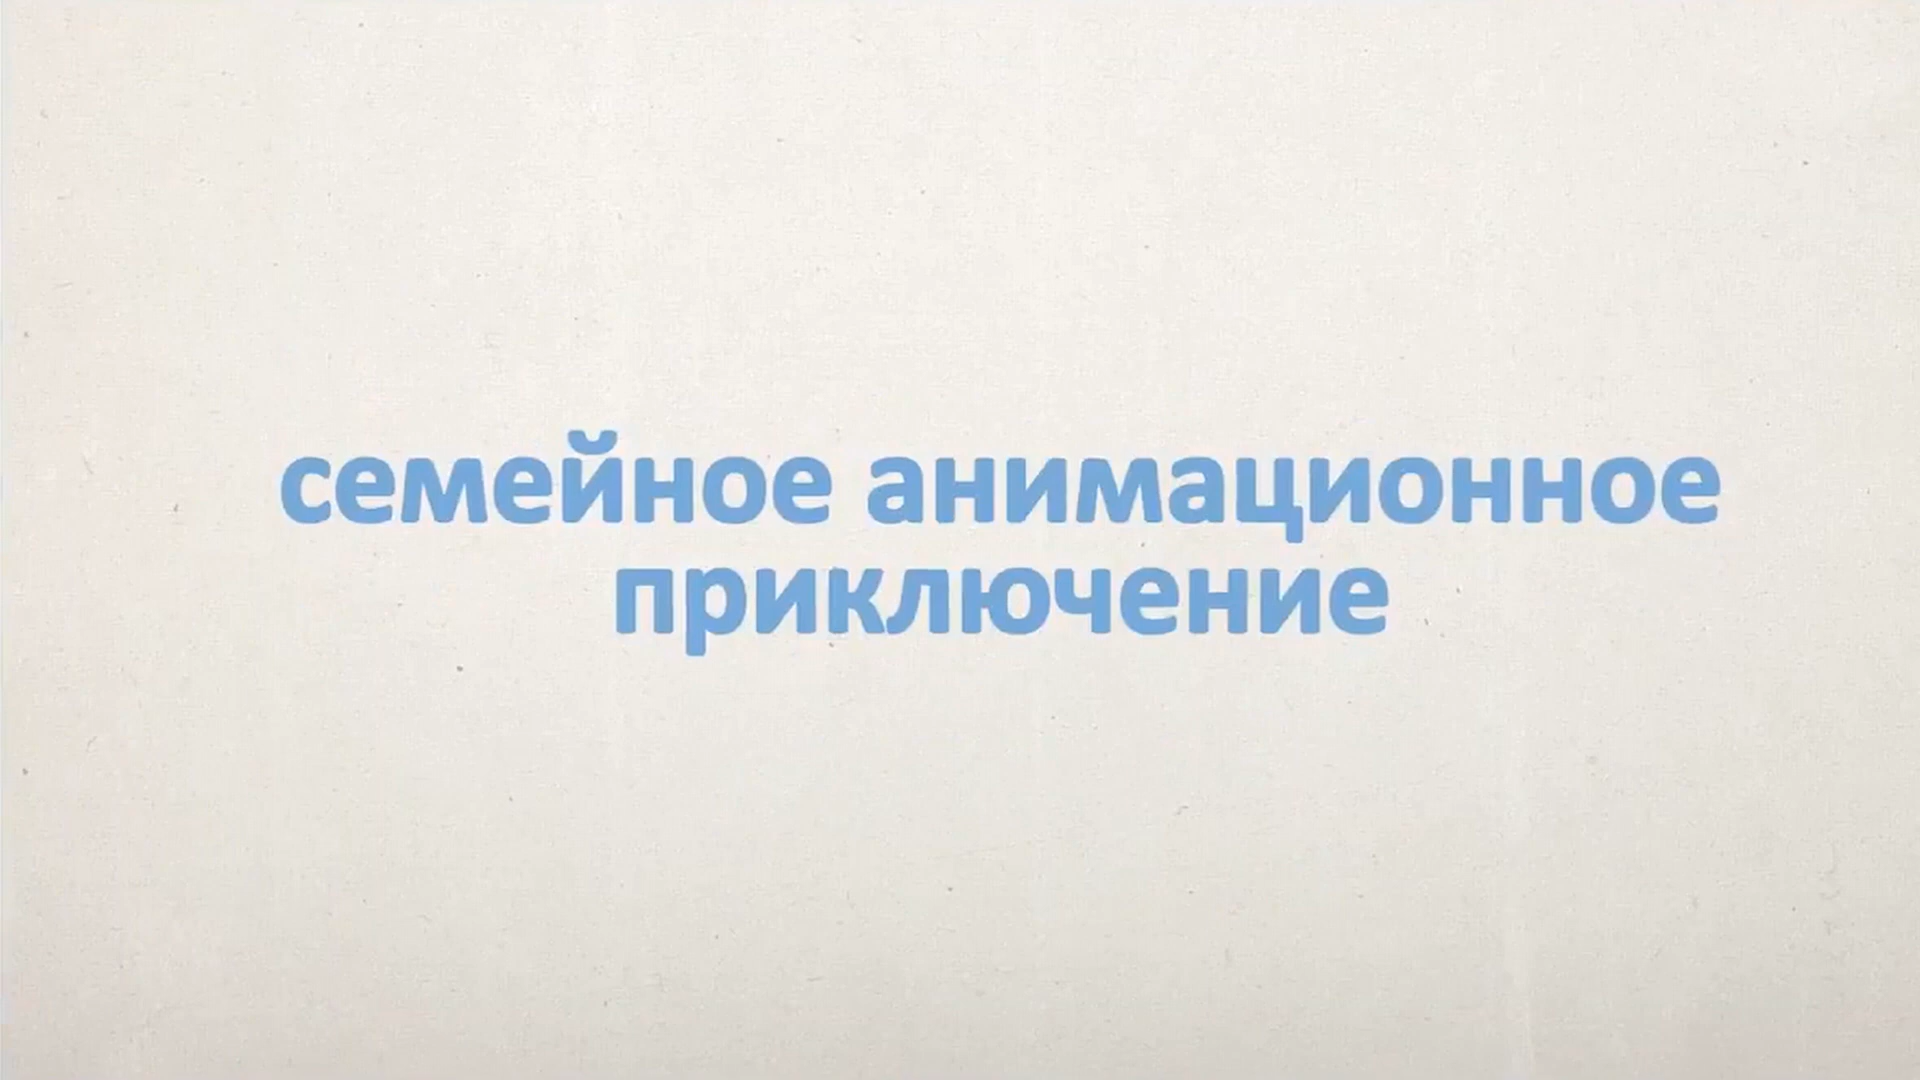 семейное анимационное
приключение